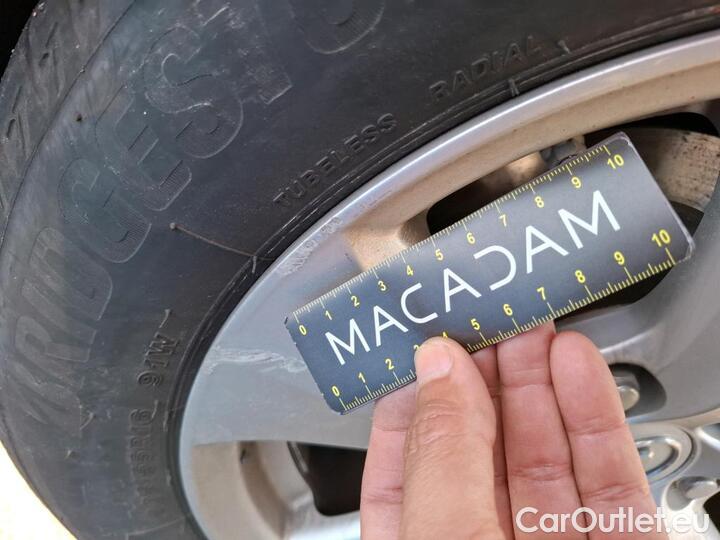 BRIDGESTONE
TUBELESS RADIAL
91W
0 1 2 3 4 5 6 7 8 9 10
MACADAM
0 1 2 3 4 5 6 7 8 9 10
CarOutlet.eu